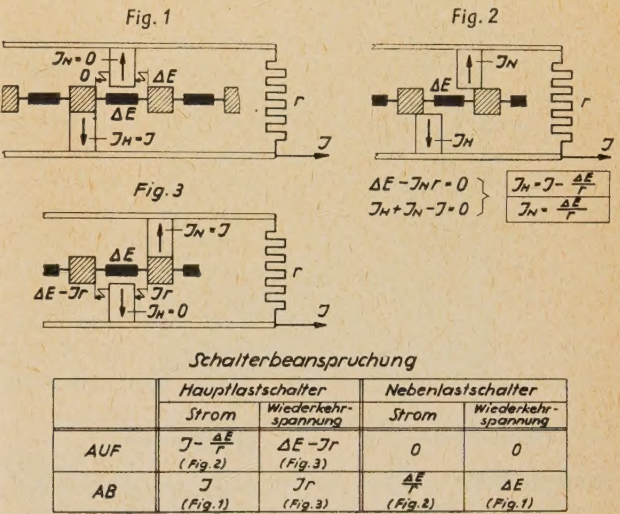 Fig. 1
Fig. 2
J_N = 0
0
ΔE
ΔE
J_H = J
r
J
J_N
ΔE
J_H
r
J
ΔE - J_N r = 0
J_H + J_N - J = 0
J_H = J - ΔE/r
J_N = ΔE/r
Fig. 3
J_N = J
ΔE
ΔE - Jr
Jr
J_H = 0
r
J
Schalterbeanspruchung
Hauptlastschalter Nebenlastschalter
Strom Wiederkehr-spannung Strom Wiederkehr-spannung
AUF J - ΔE/r ΔE - Jr 0 0
(Fig. 2) (Fig. 3)
AB J Jr ΔE/r ΔE
(Fig. 1) (Fig. 3) (Fig. 2) (Fig. 1)